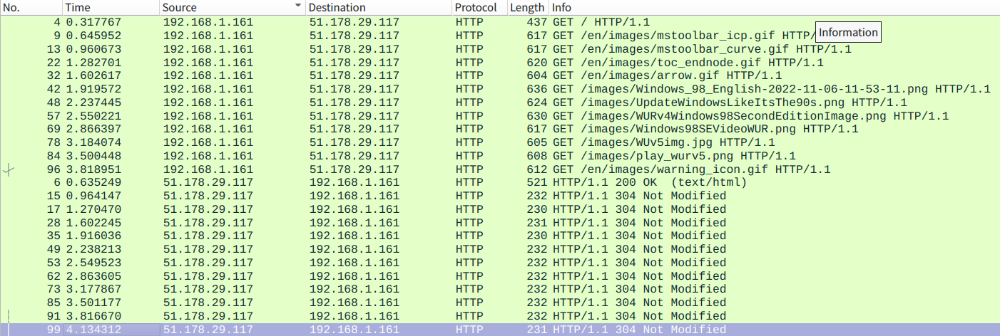 No. Time Source Destination Protocol Length Info
4 0.317767 192.168.1.161 51.178.29.117 HTTP 437 GET / HTTP/1.1
Information
9 0.645952 192.168.1.161 51.178.29.117 HTTP 617 GET /en/images/mstoolbar_icp.gif HTTP/
13 0.960673 192.168.1.161 51.178.29.117 HTTP 617 GET /en/images/mstoolbar_curve.gif HTTP/1.1
22 1.282701 192.168.1.161 51.178.29.117 HTTP 620 GET /en/images/toc_endnode.gif HTTP/1.1
32 1.602617 192.168.1.161 51.178.29.117 HTTP 604 GET /en/images/arrow.gif HTTP/1.1
42 1.919572 192.168.1.161 51.178.29.117 HTTP 636 GET /images/Windows_98_English-2022-11-06-11-53-11.png HTTP/1.1
48 2.237445 192.168.1.161 51.178.29.117 HTTP 624 GET /images/UpdateWindowsLikeItsThe90s.png HTTP/1.1
57 2.550221 192.168.1.161 51.178.29.117 HTTP 630 GET /images/WURv4Windows98SecondEditionImage.png HTTP/1.1
69 2.866397 192.168.1.161 51.178.29.117 HTTP 617 GET /images/Windows98SEVideoWUR.png HTTP/1.1
78 3.184074 192.168.1.161 51.178.29.117 HTTP 605 GET /images/WUv5img.jpg HTTP/1.1
84 3.500448 192.168.1.161 51.178.29.117 HTTP 608 GET /images/play_wurv5.png HTTP/1.1
96 3.818951 192.168.1.161 51.178.29.117 HTTP 612 GET /en/images/warning_icon.gif HTTP/1.1
6 0.635249 51.178.29.117 192.168.1.161 HTTP 521 HTTP/1.1 200 OK (text/html)
15 0.964147 51.178.29.117 192.168.1.161 HTTP 232 HTTP/1.1 304 Not Modified
17 1.270470 51.178.29.117 192.168.1.161 HTTP 230 HTTP/1.1 304 Not Modified
28 1.602245 51.178.29.117 192.168.1.161 HTTP 231 HTTP/1.1 304 Not Modified
35 1.916036 51.178.29.117 192.168.1.161 HTTP 230 HTTP/1.1 304 Not Modified
49 2.238213 51.178.29.117 192.168.1.161 HTTP 232 HTTP/1.1 304 Not Modified
53 2.549523 51.178.29.117 192.168.1.161 HTTP 232 HTTP/1.1 304 Not Modified
62 2.863605 51.178.29.117 192.168.1.161 HTTP 232 HTTP/1.1 304 Not Modified
73 3.177867 51.178.29.117 192.168.1.161 HTTP 232 HTTP/1.1 304 Not Modified
85 3.501177 51.178.29.117 192.168.1.161 HTTP 232 HTTP/1.1 304 Not Modified
91 3.816670 51.178.29.117 192.168.1.161 HTTP 232 HTTP/1.1 304 Not Modified
99 4.134312 51.178.29.117 192.168.1.161 HTTP 231 HTTP/1.1 304 Not Modified